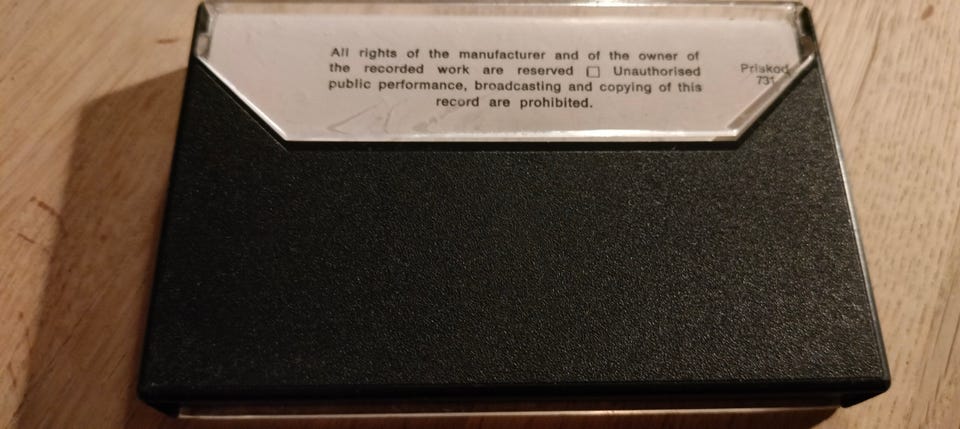 All rights of the manufacturer and of the owner of
the recorded work are reserved □ Unauthorised
public performance, broadcasting and copying of this
record are prohibited.
Priskod
731